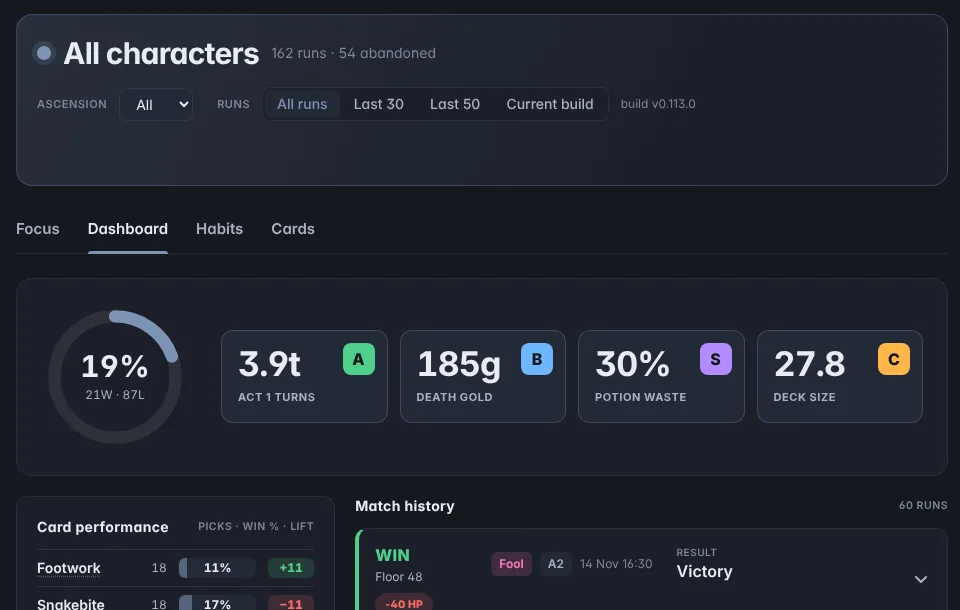 All characters 162 runs · 54 abandoned
ASCENSION All RUNS All runs Last 30 Last 50 Current build build v0.113.0
Focus Dashboard Habits Cards
19%
21W · 87L
3.9t A
ACT 1 TURNS
185g B
DEATH GOLD
30% S
POTION WASTE
27.8 C
DECK SIZE
Card performance PICKS · WIN % · LIFT
Footwork 18 11% +11
Snakebite 18 17% −11
Match history 60 RUNS
WIN
Floor 48
-40 HP
Fool A2 14 Nov 16:30
RESULT
Victory